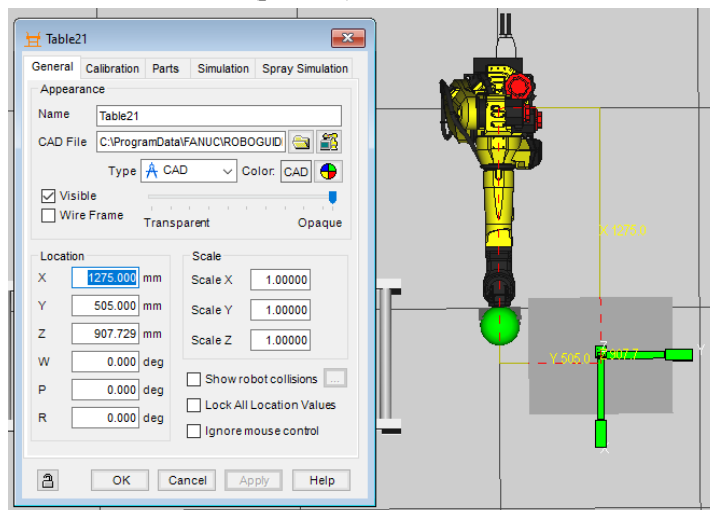 Table21
General Calibration Parts Simulation Spray Simulation
Appearance
Name Table21
CAD File C:\ProgramData\FANUC\ROBOGUID
Type CAD Color: CAD
Visible
Wire Frame
Transparent Opaque
Location
X 1275.000 mm
Y 505.000 mm
Z 907.729 mm
W 0.000 deg
P 0.000 deg
R 0.000 deg
Scale
Scale X 1.00000
Scale Y 1.00000
Scale Z 1.00000
Show robot collisions ...
Lock All Location Values
Ignore mouse control
OK Cancel Apply Help
X 1275.0
Y 505.0 Z 907.7 Y
Z
X